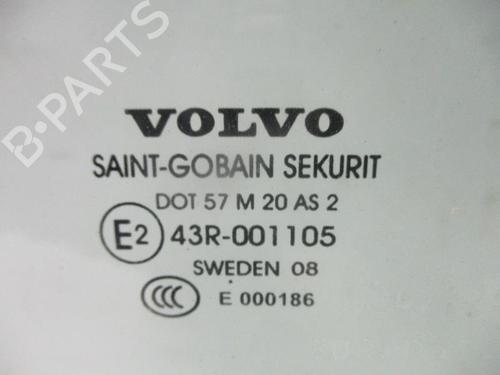 B-PARTS
VOLVO
SAINT-GOBAIN SEKURIT
DOT 57 M 20 AS 2
E2 43R-001105
SWEDEN 08
CCC E 000186